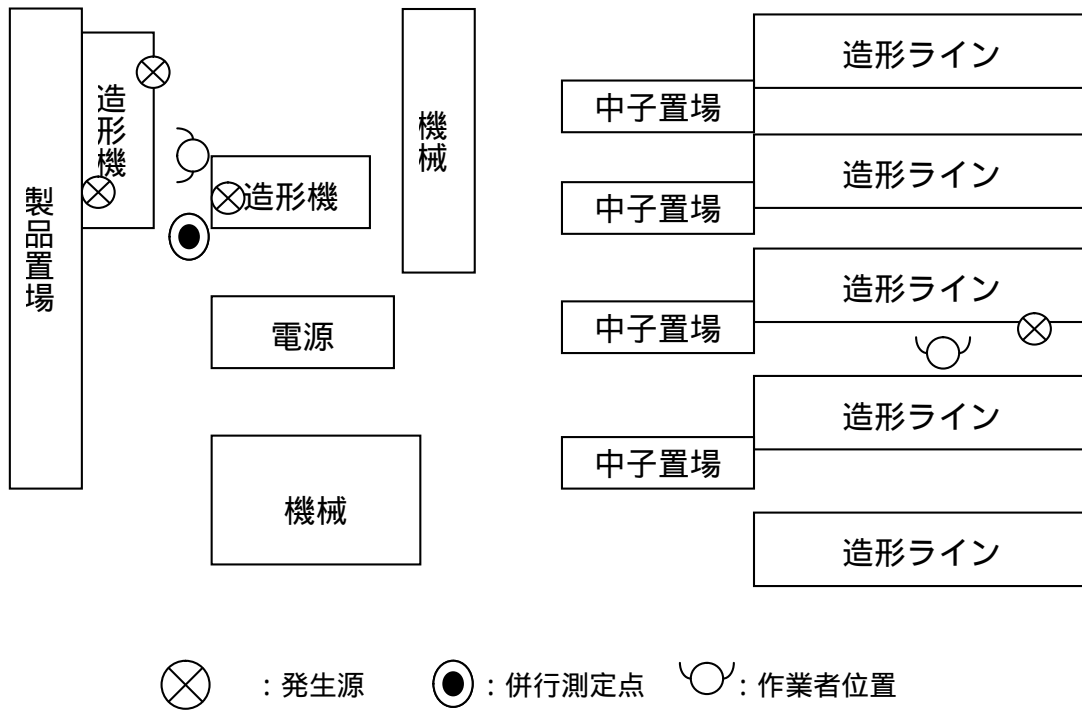 造形ライン
中子置場
造形機
機械
造形ライン
造形機
中子置場
製品置場
造形ライン
電源
中子置場
造形ライン
中子置場
機械
造形ライン
：発生源
：併行測定点
：作業者位置